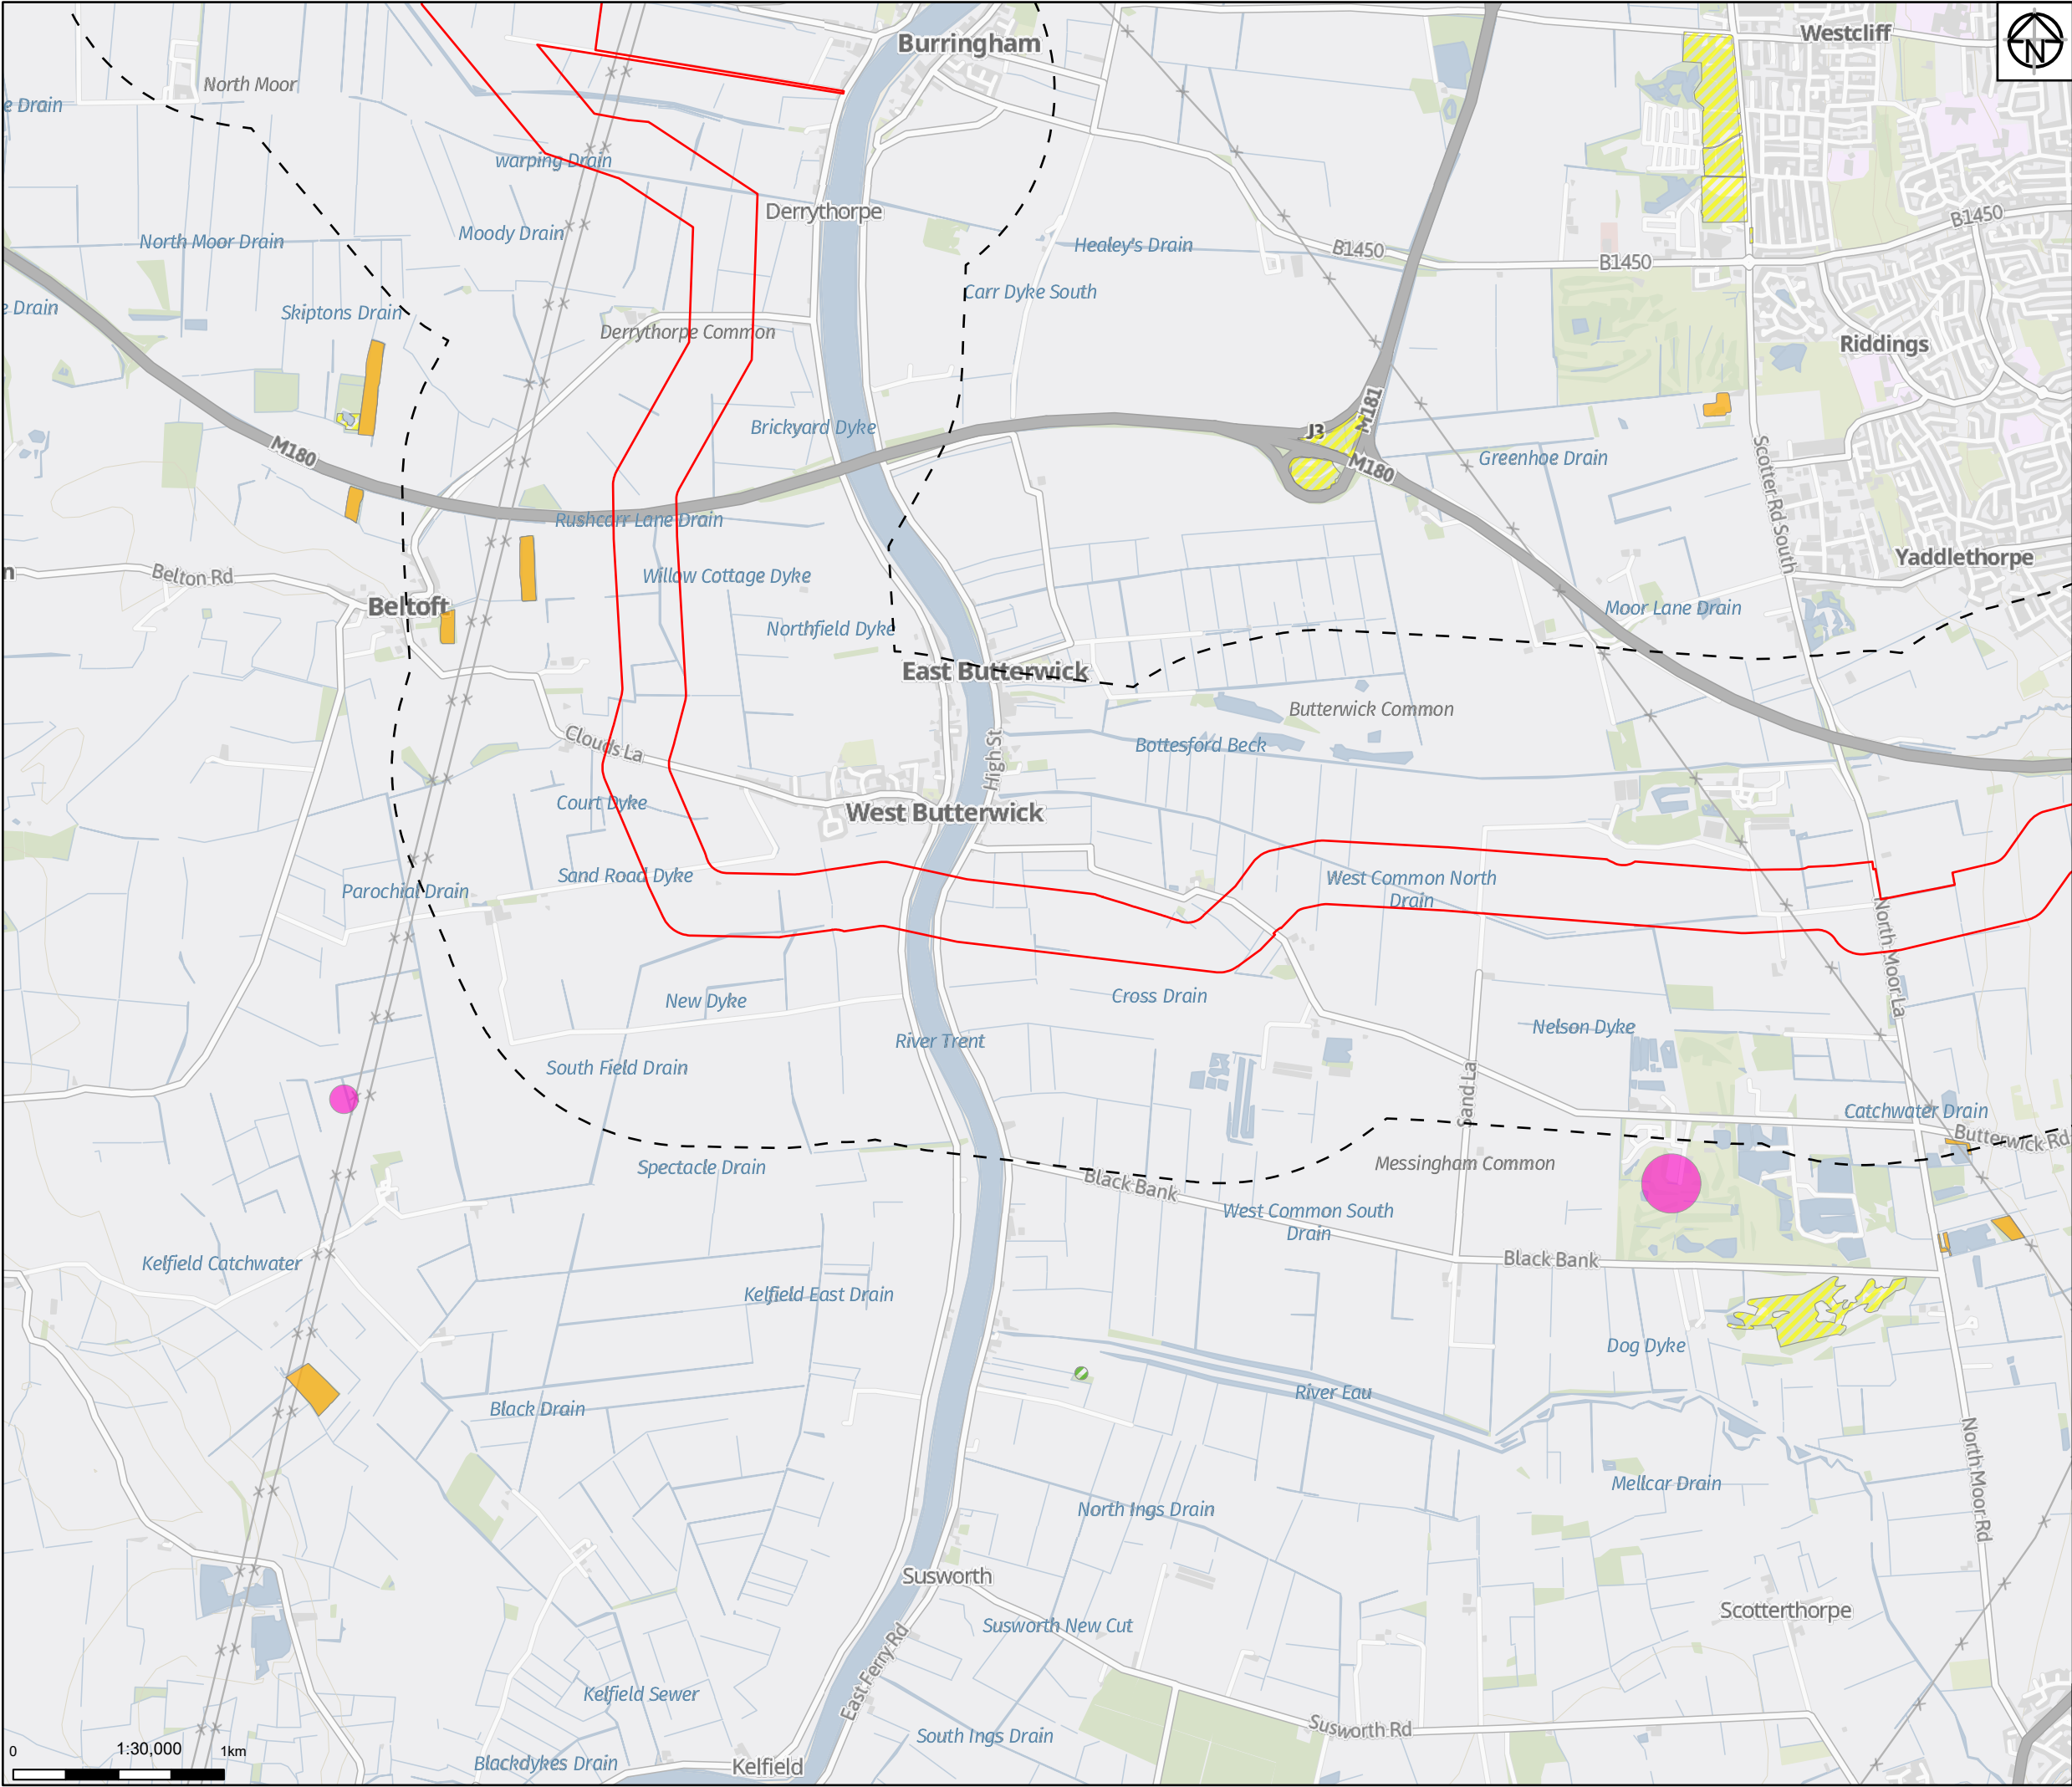 Burringham
Westcliff
N
North Moor
e Drain
warping Drain
Derrythorpe
B1450
Moody Drain
North Moor Drain
Healey's Drain
B1450
B1450
Carr Dyke South
e Drain
Skiptons Drain
Derrythorpe Common
Riddings
M181
Brickyard Dyke
J3
M180
M180
Greenhoe Drain
Scotter Rd South
Rushcarr Lane Drain
Yaddlethorpe
n
Belton Rd
Willow Cottage Dyke
Beltoft
Moor Lane Drain
Northfield Dyke
East Butterwick
Butterwick Common
Clouds La
High St
Bottesford Beck
Court Dyke
West Butterwick
Sand Road Dyke
West Common North
Drain
Parochial Drain
North Moor La
New Dyke
Cross Drain
Nelson Dyke
River Trent
South Field Drain
Sand La
Catchwater Drain
Butterwick Rd
Spectacle Drain
Messingham Common
Black Bank
West Common South
Drain
Kelfield Catchwater
Black Bank
Kelfield East Drain
Dog Dyke
River Eau
Black Drain
North Moor Rd
Mellcar Drain
North Ings Drain
Susworth
Scotterthorpe
Susworth New Cut
East Ferry Rd
Kelfield Sewer
Susworth Rd
South Ings Drain
0
1:30,000
1km
Blackdykes Drain
Kelfield